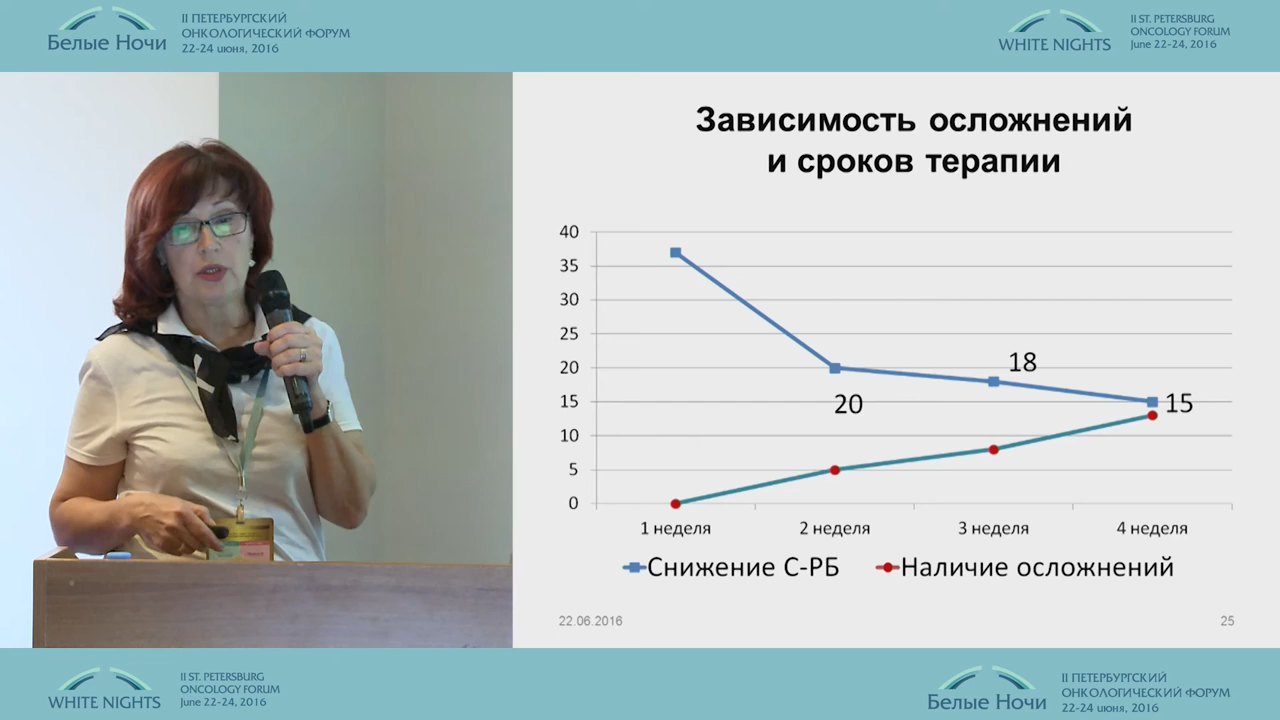 Белые Ночи
II ПЕТЕРБУРГСКИЙ
ОНКОЛОГИЧЕСКИЙ ФОРУМ
22-24 июня, 2016
WHITE NIGHTS
II ST. PETERSBURG
ONCOLOGY FORUM
June 22-24, 2016
Зависимость осложнений
и сроков терапии
40
35
30
25
20
15
10
5
0
18
20
15
1 неделя
2 неделя
3 неделя
4 неделя
Снижение С-РБ
Наличие осложнений
22.06.2016
25
WHITE NIGHTS
II ST. PETERSBURG
ONCOLOGY FORUM
June 22-24, 2016
Белые Ночи
II ПЕТЕРБУРГСКИЙ
ОНКОЛОГИЧЕСКИЙ ФОРУМ
22-24 июня, 2016